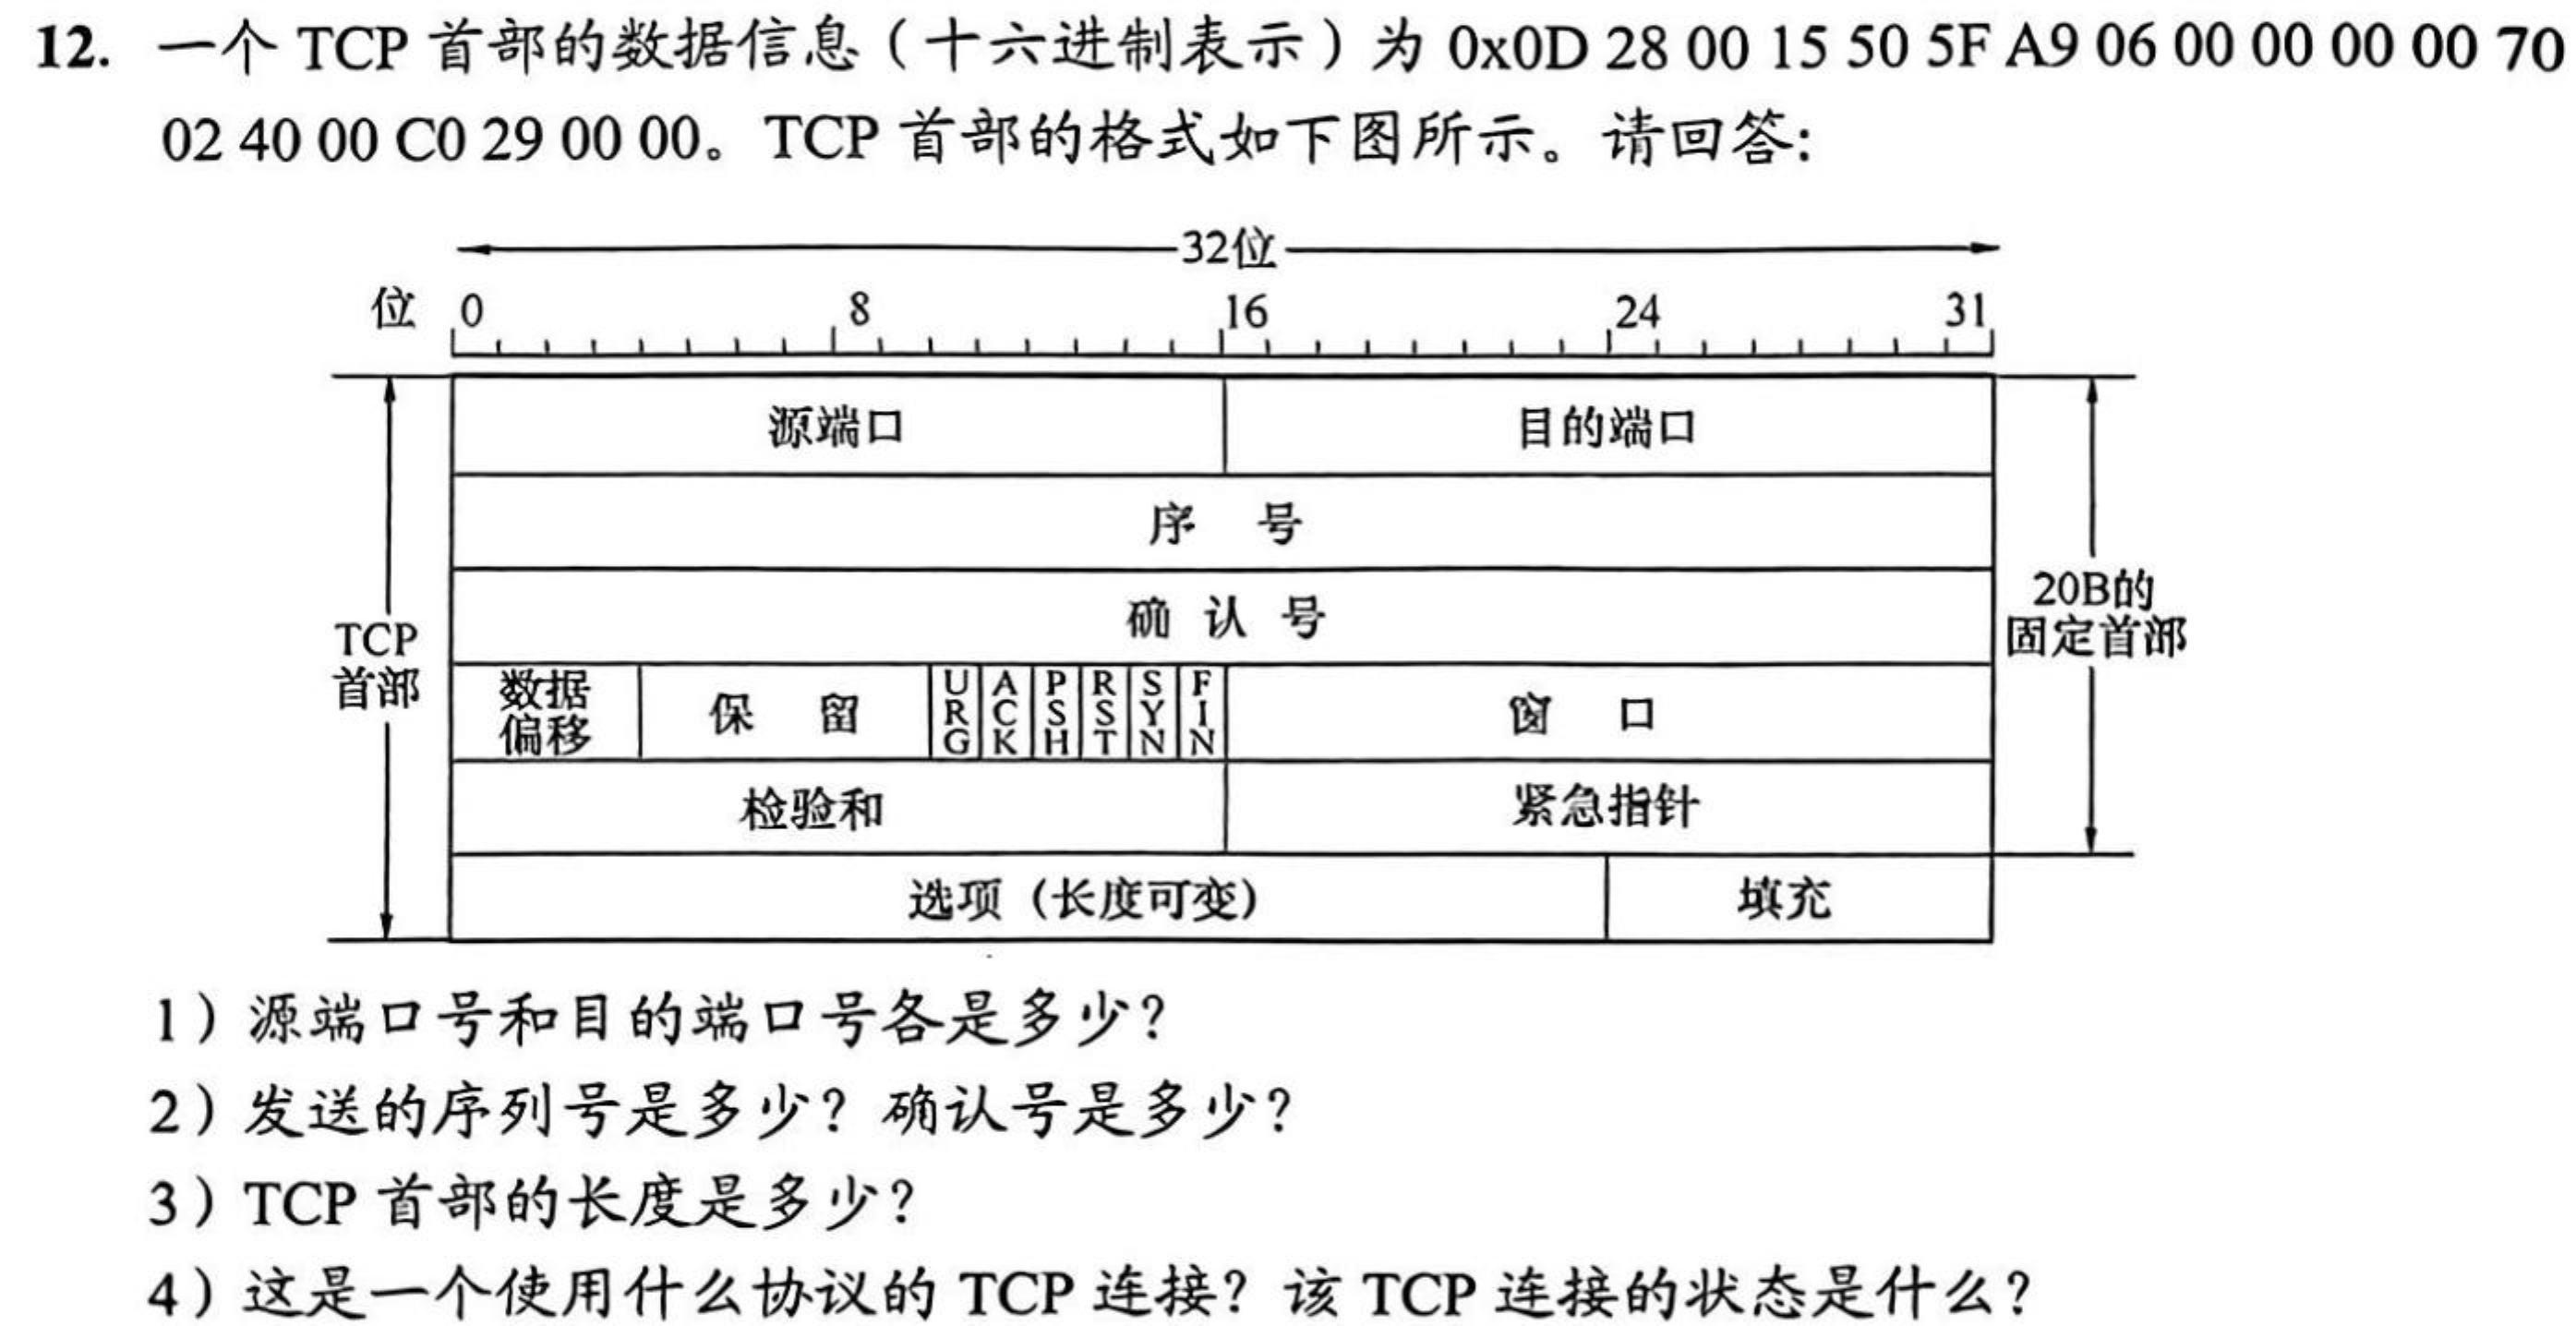 12. 一个 TCP 首部的数据信息（十六进制表示）为 0x0D 28 00 15 50 5F A9 06 00 00 00 00 70
02 40 00 C0 29 00 00。TCP 首部的格式如下图所示。请回答:
32位
位 0 8 16 24 31
源端口 目的端口
序 号
确 认 号
TCP
首部
20B的
固定首部
数据
偏移
保 留
URG ACK PSH RST SYN FIN
窗 口
检验和 紧急指针
选项（长度可变） 填充
1）源端口号和目的端口号各是多少?
2）发送的序列号是多少? 确认号是多少?
3）TCP 首部的长度是多少?
4）这是一个使用什么协议的 TCP 连接? 该 TCP 连接的状态是什么?